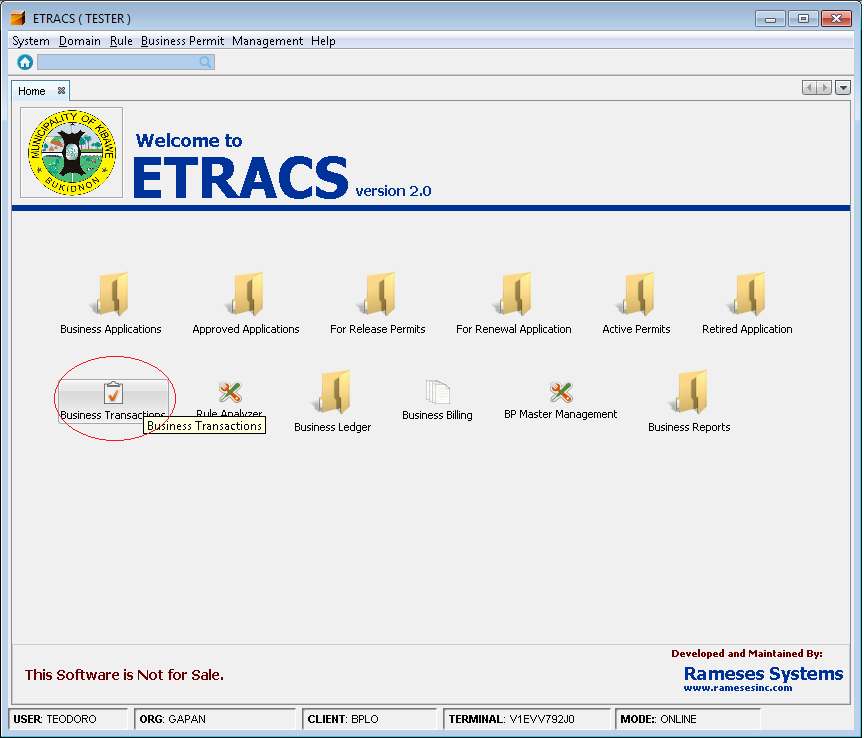 ETRACS ( TESTER )
System Domain Rule Business Permit Management Help
Home
MUNICIPALITY OF KIBAWE
BUKIDNON
Welcome to
ETRACS version 2.0
Business Applications Approved Applications For Release Permits For Renewal Application Active Permits Retired Application
Business Transactions Rule Analyzer Business Ledger Business Billing BP Master Management Business Reports
Business Transactions
Developed and Maintained By:
This Software is Not for Sale.
Rameses Systems
www.ramesesinc.com
USER: TEODORO ORG: GAPAN CLIENT: BPLO TERMINAL: V1EVV792J0 MODE:: ONLINE